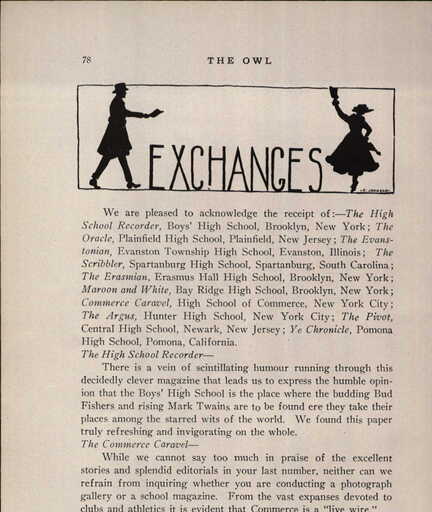 78
THE OWL
EXCHANGES
We are pleased to acknowledge the receipt of:—The High
School Recorder, Boys' High School, Brooklyn, New York; The
Oracle, Plainfield High School, Plainfield, New Jersey; The Evans-
tonian, Evanston Township High School, Evanston, Illinois; The
Scribbler, Spartanburg High School, Spartanburg, South Carolina;
The Erasmian, Erasmus Hall High School, Brooklyn, New York;
Maroon and White, Bay Ridge High School, Brooklyn, New York;
Commerce Caravel, High School of Commerce, New York City;
The Argus, Hunter High School, New York City; The Pivot,
Central High School, Newark, New Jersey; Ye Chronicle, Pomona
High School, Pomona, California.
The High School Recorder—
There is a vein of scintillating humour running through this
decidedly clever magazine that leads us to express the humble opin-
ion that the Boys' High School is the place where the budding Bud
Fishers and rising Mark Twains are to be found ere they take their
places among the starred wits of the world. We found this paper
truly refreshing and invigorating on the whole.
The Commerce Caravel—
While we cannot say too much in praise of the excellent
stories and splendid editorials in your last number, neither can we
refrain from inquiring whether you are conducting a photograph
gallery or a school magazine. From the vast expanses devoted to
clubs and athletics it is evident that Commerce is a "live wire."